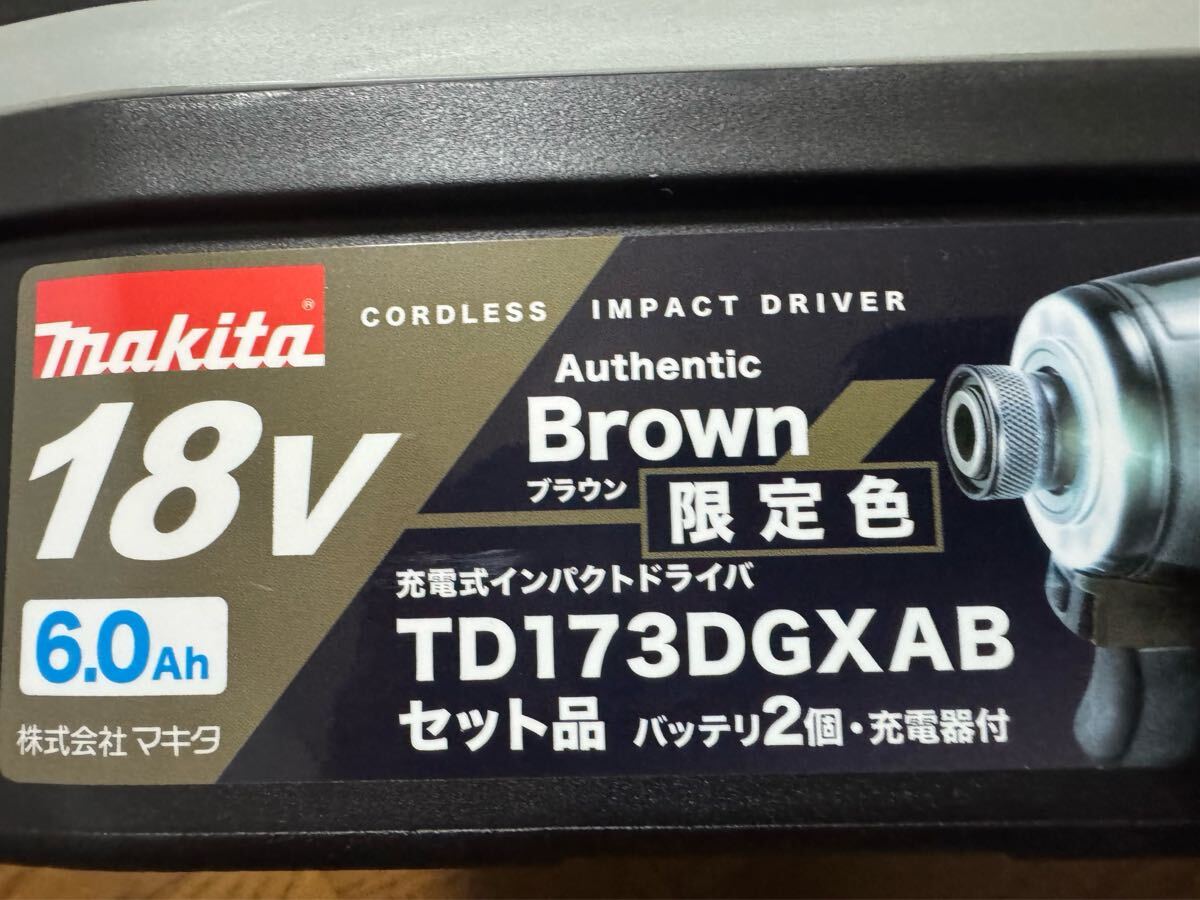 makita®
CORDLESS IMPACT DRIVER
18V
Authentic
Brown
ブラウン
限定色
6.0Ah
充電式インパクトドライバ
TD173DGXAB
セット品 バッテリ2個・充電器付
株式会社マキタ